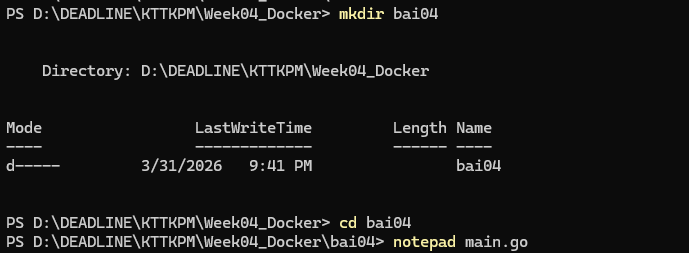 PS D:\DEADLINE\KTTKPM\Week04_Docker> mkdir bai04
Directory: D:\DEADLINE\KTTKPM\Week04_Docker
Mode                 LastWriteTime         Length Name
----                 -------------         ------ ----
d-----         3/31/2026   9:41 PM                bai04
PS D:\DEADLINE\KTTKPM\Week04_Docker> cd bai04
PS D:\DEADLINE\KTTKPM\Week04_Docker\bai04> notepad main.go